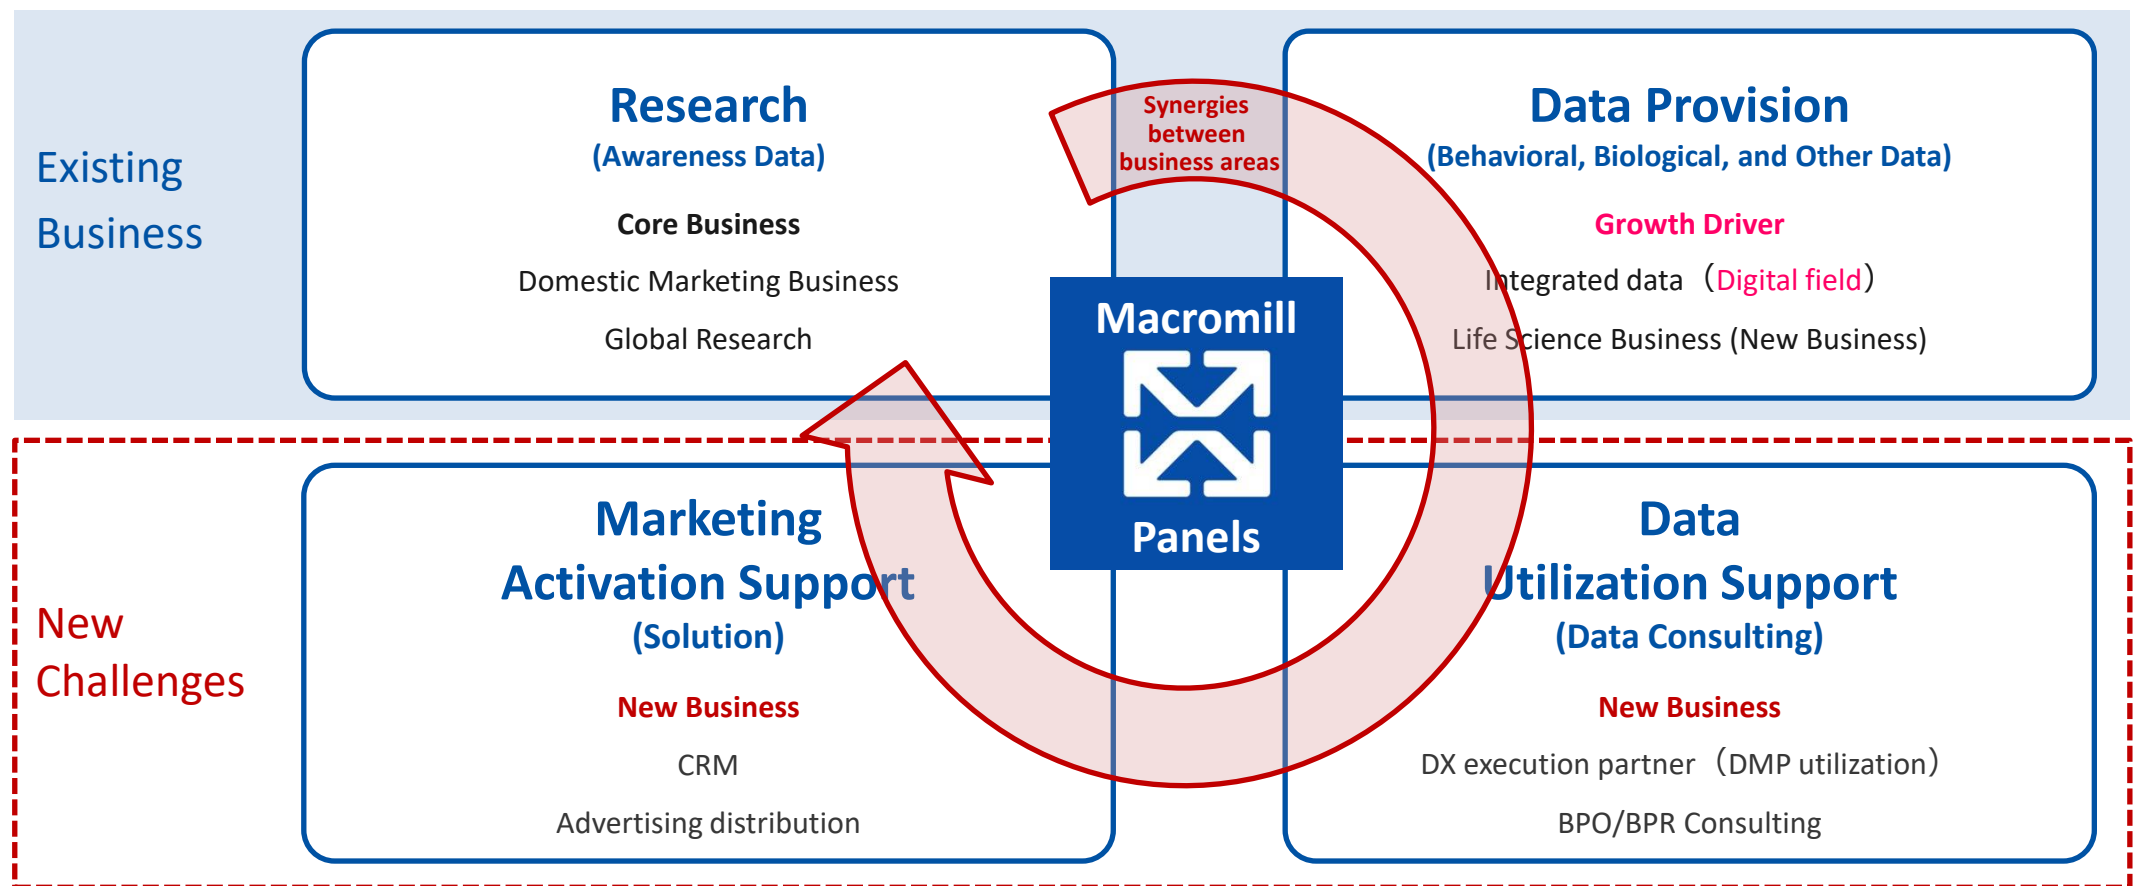 Existing
Business
Research
(Awareness Data)
Core Business
Domestic Marketing Business
Global Research
Synergies
between
business areas
Data Provision
(Behavioral, Biological, and Other Data)
Growth Driver
Integrated data（Digital field）
Life Science Business (New Business)
Macromill
Panels
New
Challenges
Marketing
Activation Support
(Solution)
New Business
CRM
Advertising distribution
Data
Utilization Support
(Data Consulting)
New Business
DX execution partner（DMP utilization）
BPO/BPR Consulting